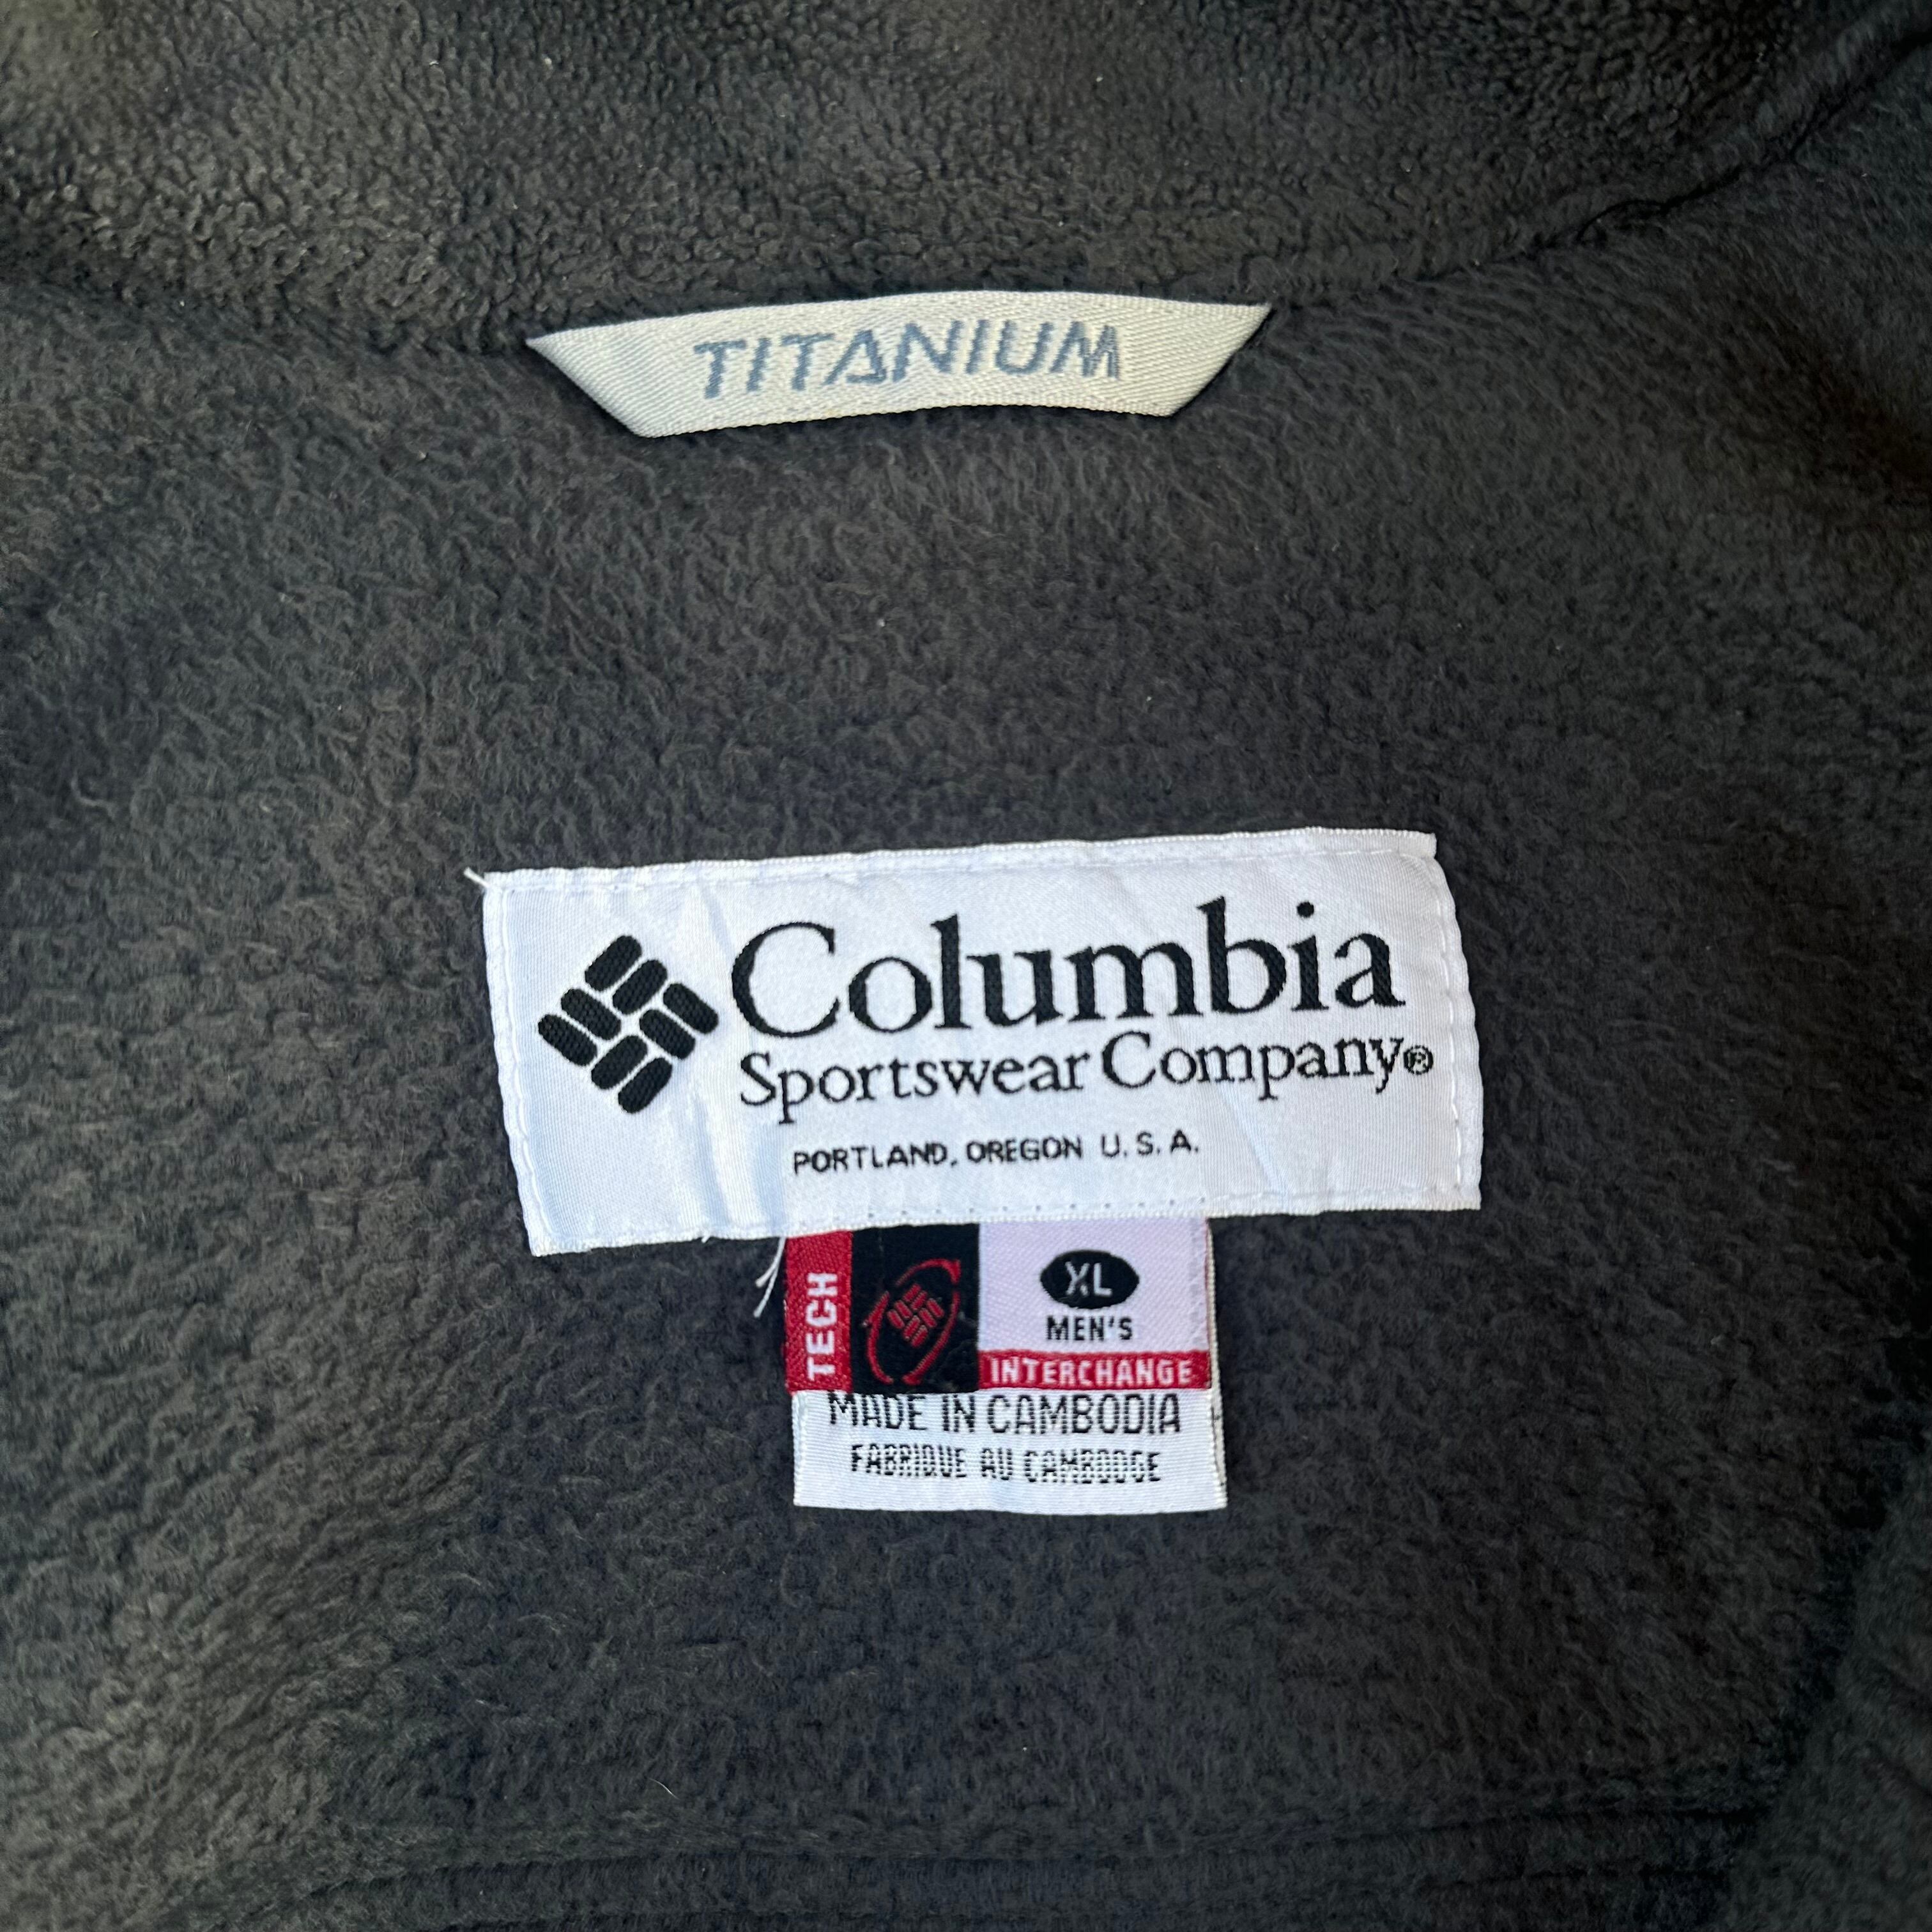 TITANIUM
Columbia
Sportswear Company®
PORTLAND, OREGON U.S.A.
TECH
XL
MEN'S
INTERCHANGE
MADE IN CAMBODIA
FABRIQUE AU CAMBODGE